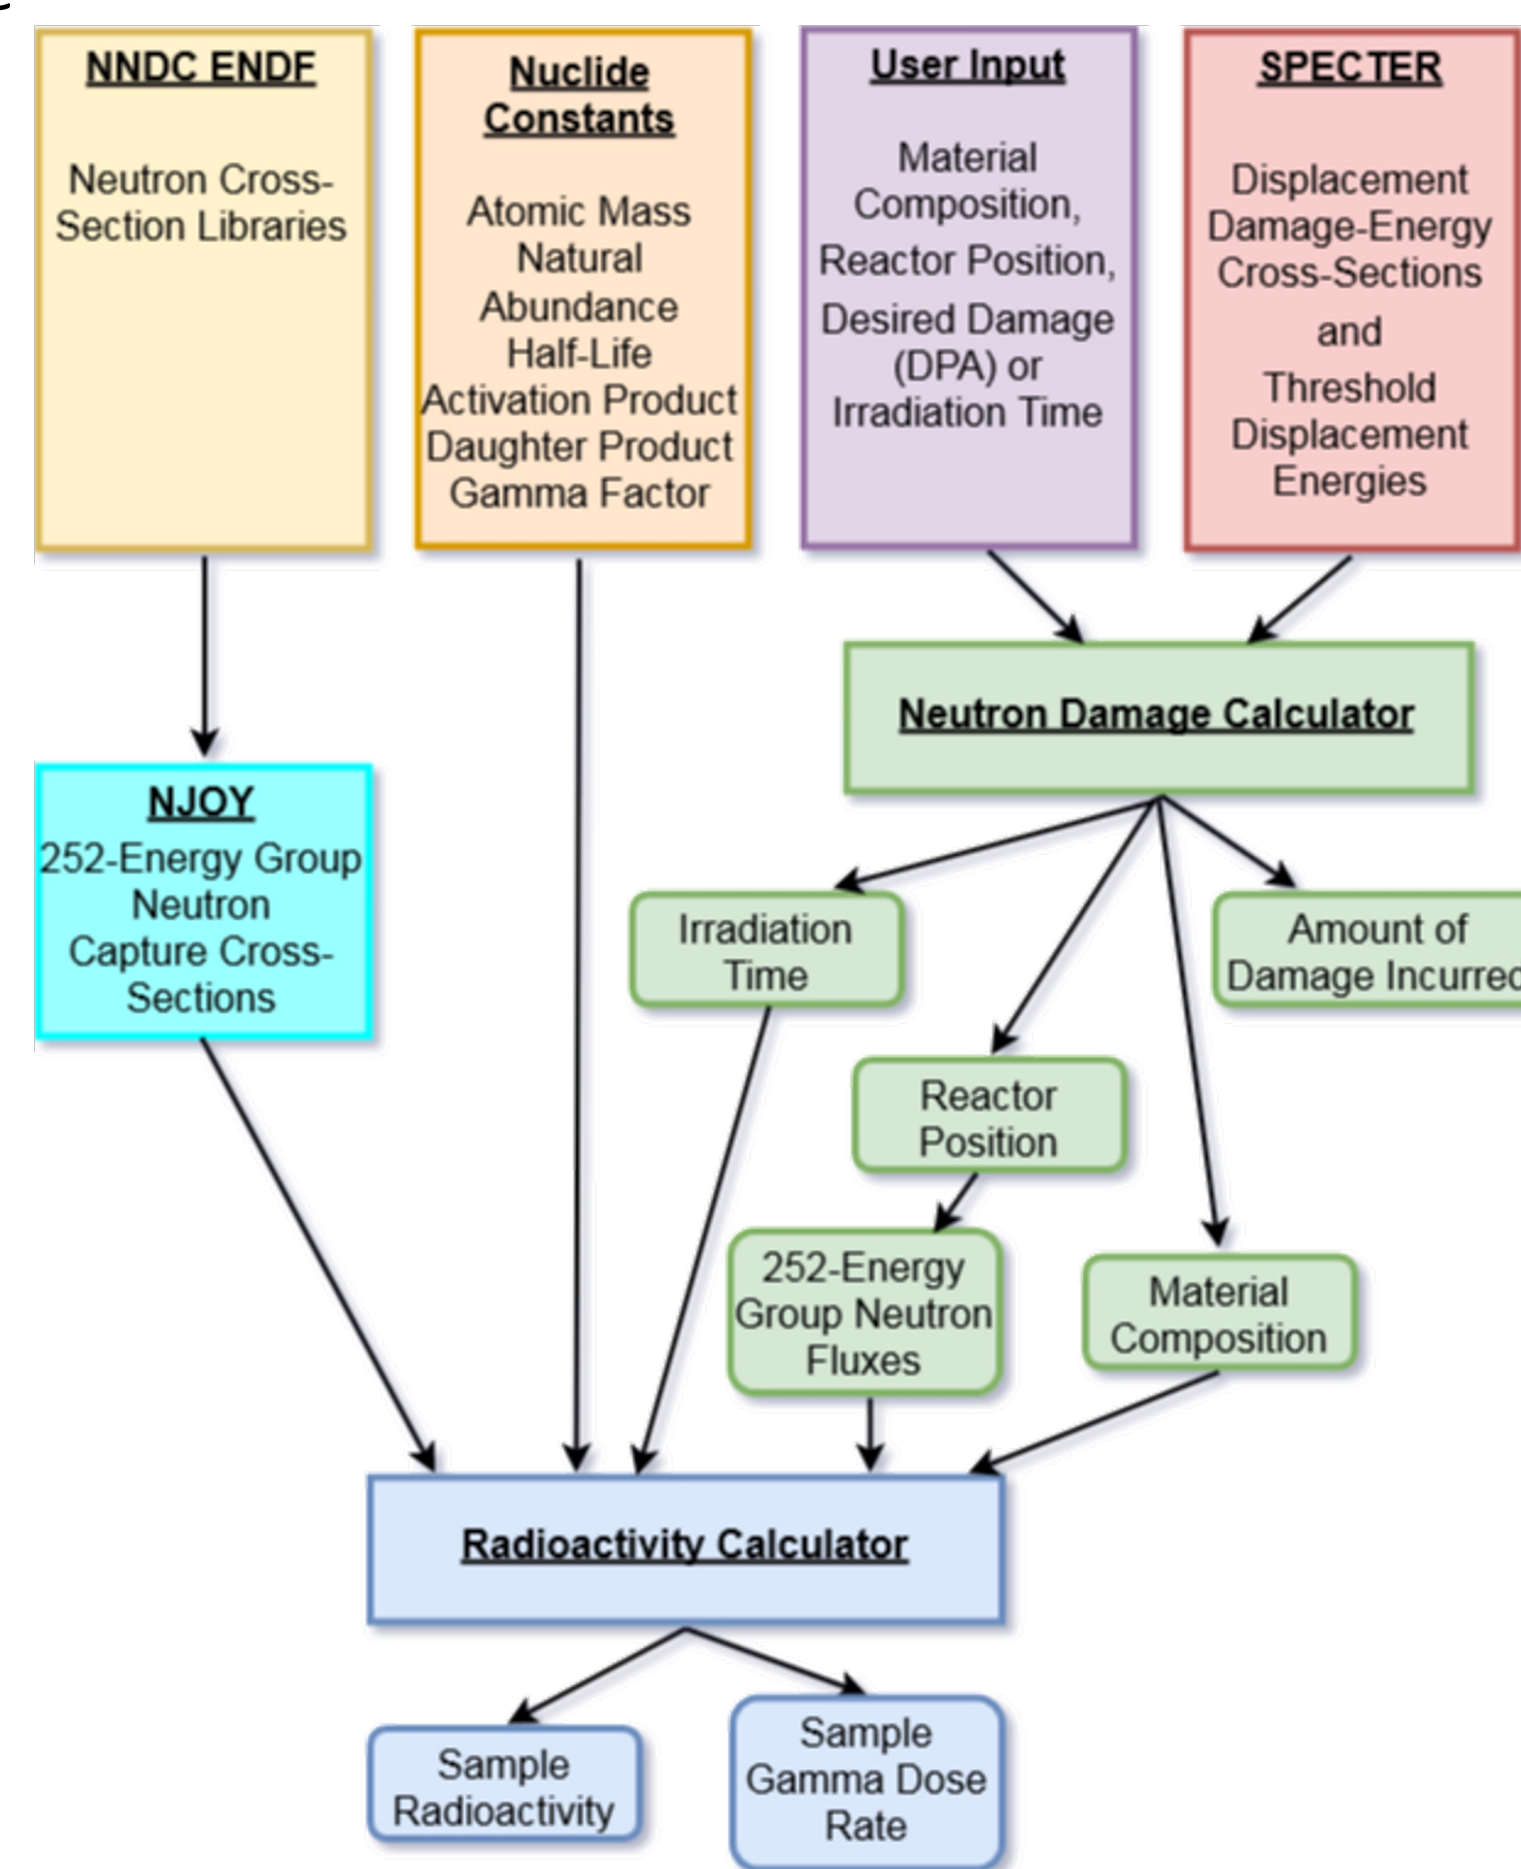 NNDC ENDF
Neutron Cross-
Section Libraries
Nuclide
Constants
Atomic Mass
Natural
Abundance
Half-Life
Activation Product
Daughter Product
Gamma Factor
User Input
Material
Composition,
Reactor Position,
Desired Damage
(DPA) or
Irradiation Time
SPECTER
Displacement
Damage-Energy
Cross-Sections
and
Threshold
Displacement
Energies
Neutron Damage Calculator
NJOY
252-Energy Group
Neutron
Capture Cross-
Sections
Irradiation
Time
Amount of
Damage Incurred
Reactor
Position
252-Energy
Group Neutron
Fluxes
Material
Composition
Radioactivity Calculator
Sample
Radioactivity
Sample
Gamma Dose
Rate